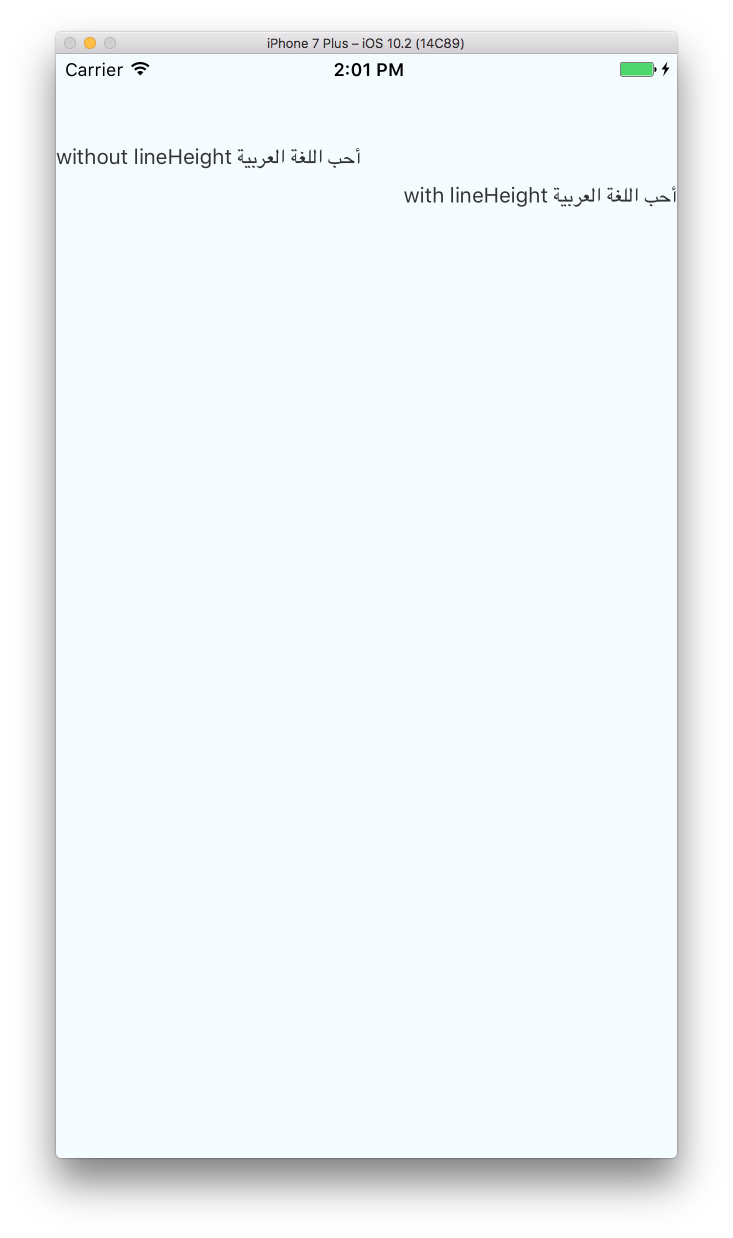 iPhone 7 Plus – iOS 10.2 (14C89)
Carrier 2:01 PM
أحب اللغة العربية without lineHeight
أحب اللغة العربية with lineHeight